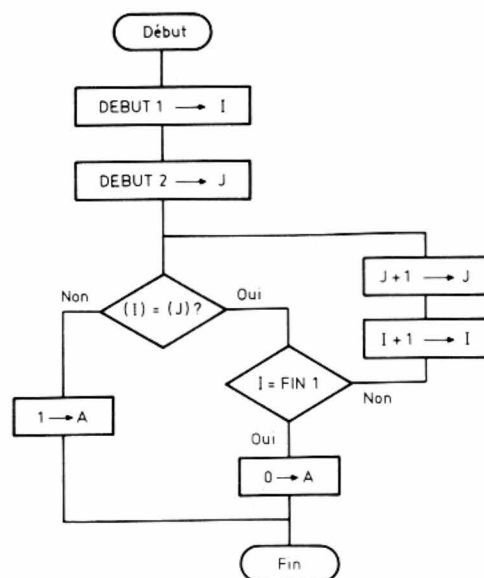 Début
DEBUT 1 → I
DEBUT 2 → J
J + 1 → J
Non
(I) = (J) ?
Oui
I + 1 → I
I = FIN 1
Non
1 → A
Oui
0 → A
Fin